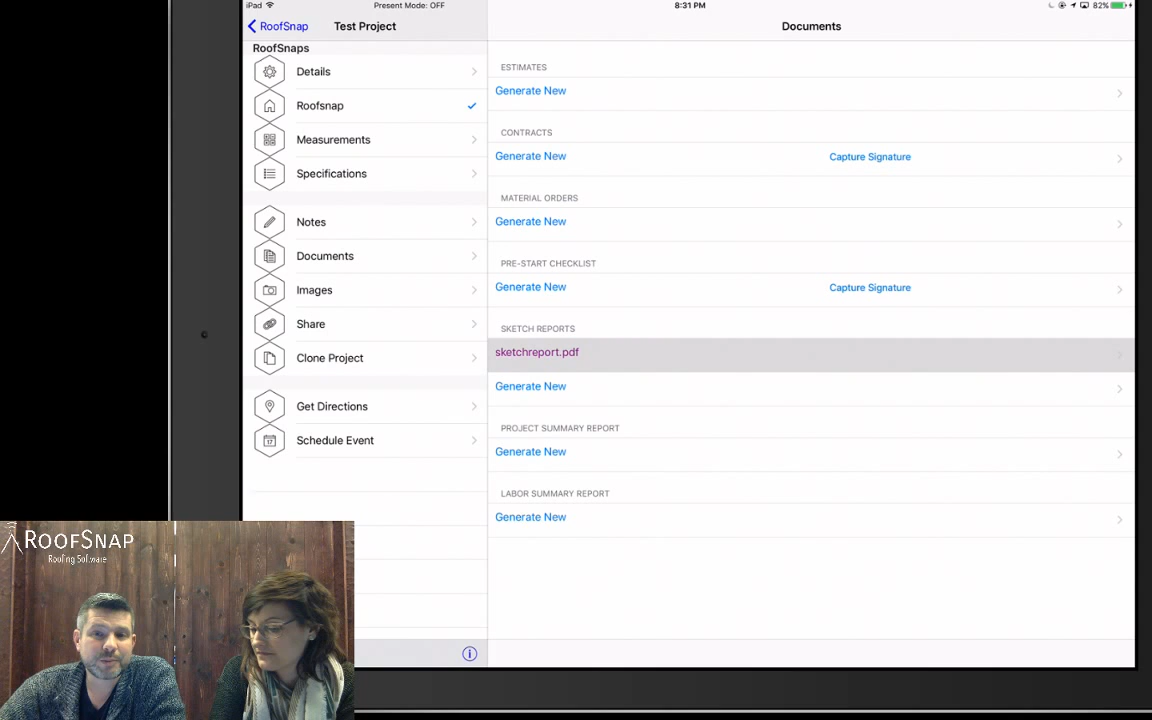 iPad
Present Mode: OFF
8:31 PM
82%
RoofSnap
Test Project
Documents
RoofSnaps
Details
Roofsnap
Measurements
Specifications
Notes
Documents
Images
Share
Clone Project
Get Directions
17
Schedule Event
ESTIMATES
Generate New
CONTRACTS
Generate New
Capture Signature
MATERIAL ORDERS
Generate New
PRE-START CHECKLIST
Generate New
Capture Signature
SKETCH REPORTS
sketchreport.pdf
Generate New
PROJECT SUMMARY REPORT
Generate New
LABOR SUMMARY REPORT
Generate New
ROOFSNAP
Roofing Software